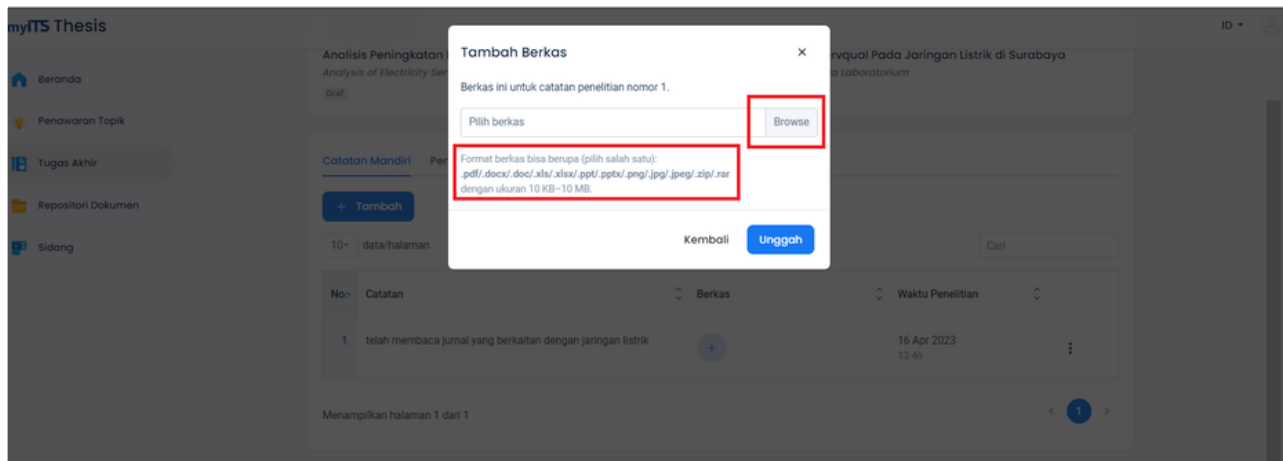 myITS Thesis
ID
Beranda
Penawaran Topik
Tugas Akhir
Repositori Dokumen
Sidang
Analisis Peningkatan
rvqual Pada Jaringan Listrik di Surabaya
Analysis of Electricity Ser
Laboratorium
Draf
Tambah Berkas
×
Berkas ini untuk catatan penelitian nomor 1.
Pilih berkas
Browse
Format berkas bisa berupa (pilih salah satu):
.pdf/.docx/.doc/.xls/.xlsx/.ppt/.pptx/.png/.jpg/.jpeg/.zip/.rar
dengan ukuran 10 KB–10 MB.
Kembali
Unggah
Catatan Mandiri Per
+ Tambah
10 data/halaman
Cari
No Catatan Berkas Waktu Penelitian
1. telah membaca jurnal yang berkaitan dengan jaringan listrik + 16 Apr 2023
13:46
Menampilkan halaman 1 dari 1
< 1 >